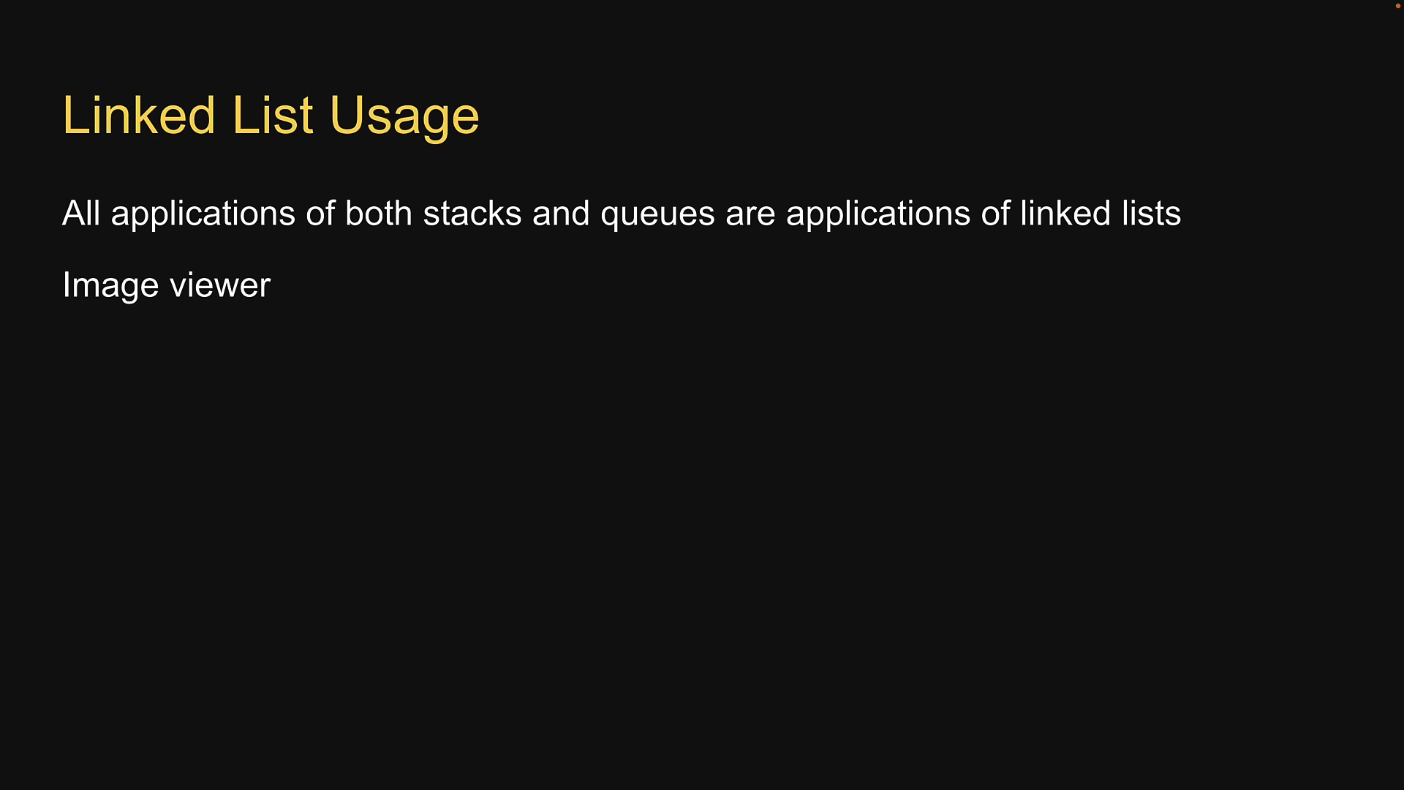 Linked List Usage
All applications of both stacks and queues are applications of linked lists
Image viewer